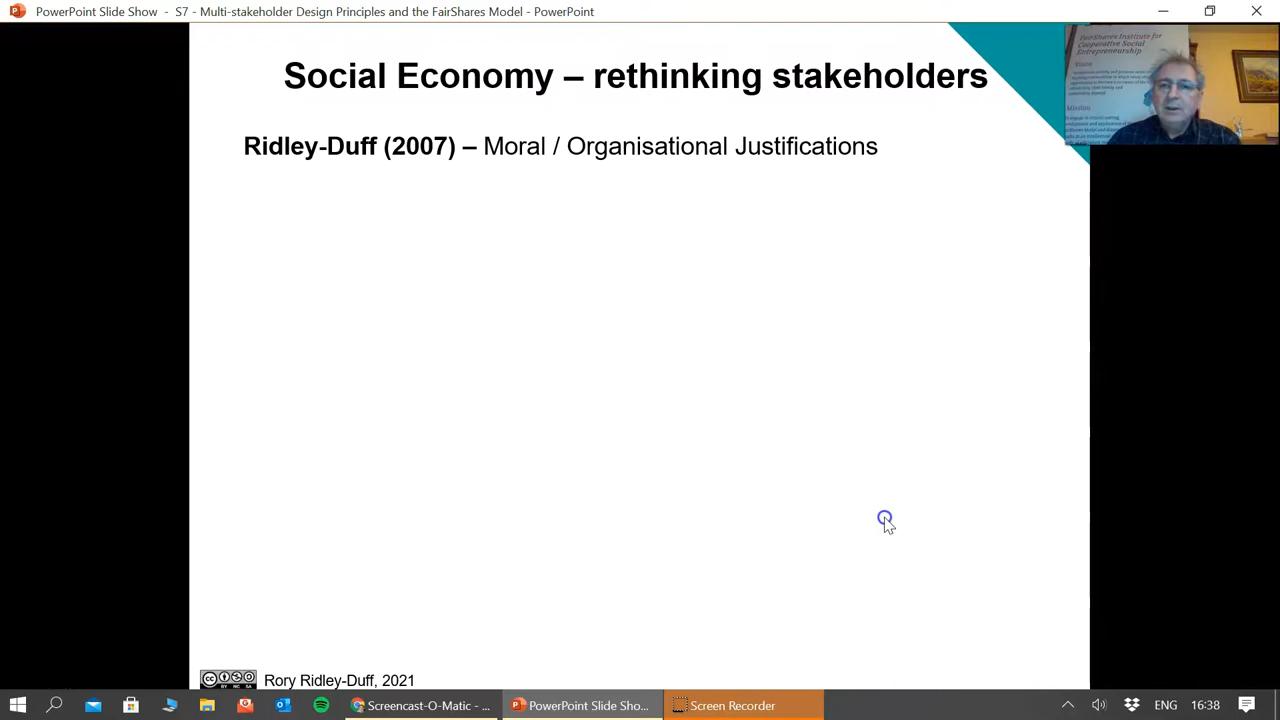 PowerPoint Slide Show - S7 - Multi-stakeholder Design Principles and the FairShares Model - PowerPoint
FairShares Institute for
Cooperative Social
Entrepreneurship
Vision
Mission
Social Economy – rethinking stakeholders
Ridley-Duff (2007) – Moral / Organisational Justifications
Rory Ridley-Duff, 2021
Screencast-O-Matic - ...
PowerPoint Slide Sho...
Screen Recorder
ENG
16:38